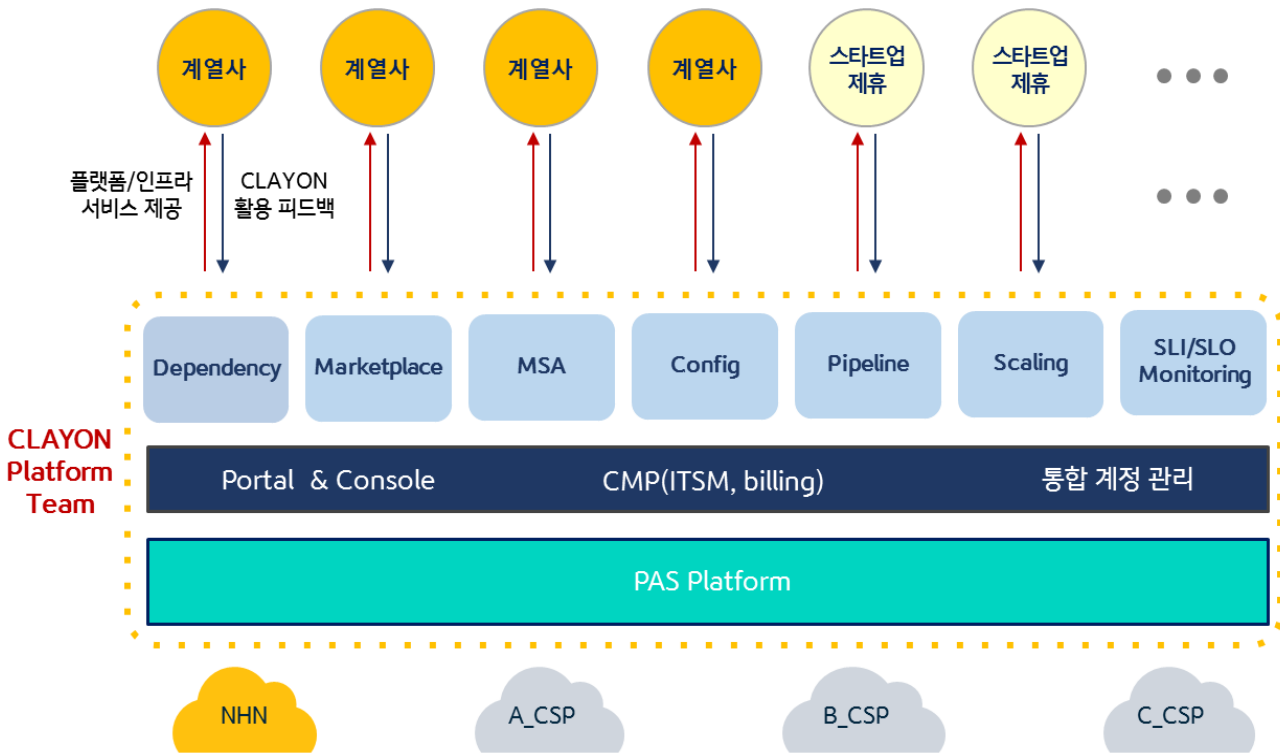 계열사
계열사
계열사
계열사
스타트업
제휴
스타트업
제휴
플랫폼/인프라
서비스 제공
CLAYON
활용 피드백
Dependency
Marketplace
MSA
Config
Pipeline
Scaling
SLI/SLO
Monitoring
CLAYON
Platform
Team
Portal & Console
CMP(ITSM, billing)
통합 계정 관리
PAS Platform
NHN
A_CSP
B_CSP
C_CSP